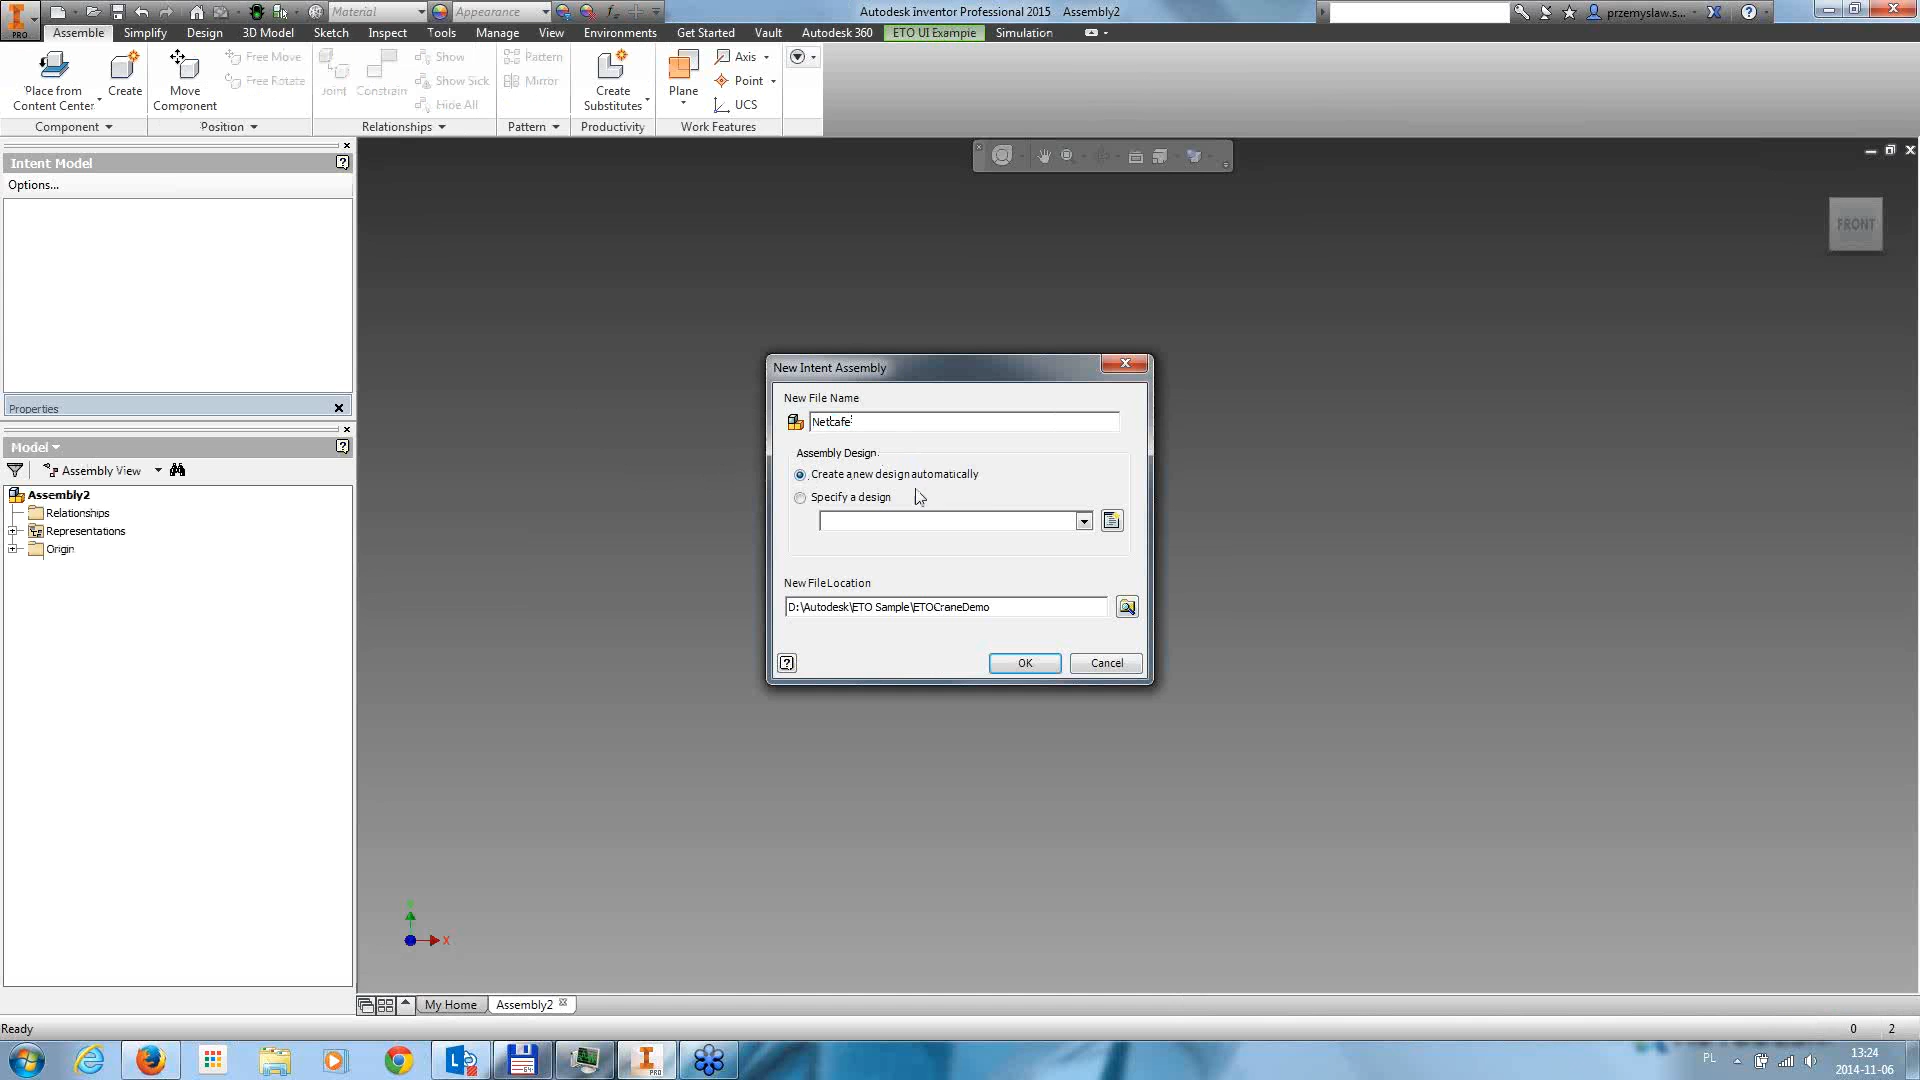 Material
Appearance
Autodesk Inventor Professional 2015 Assembly2
przemyslaw.s...
PRO
Assemble Simplify Design 3D Model Sketch Inspect Tools Manage View Environments Get Started Vault Autodesk 360 ETO UI Example Simulation
Place from Content Center
Create
Move Component
Free Move
Free Rotate
Joint
Constrain
Show
Show Sick
Hide All
Pattern
Mirror
Create Substitutes
Plane
Axis
Point
UCS
Component Position Relationships Pattern Productivity Work Features
Intent Model
Options...
Properties
Model
Assembly View
Assembly2
Relationships
Representations
Origin
FRONT
New Intent Assembly
New File Name
Netcafe
Assembly Design
Create a new design automatically
Specify a design
New File Location
D:\Autodesk\ETO Sample\ETOCraneDemo
OK Cancel
X
My Home Assembly2
Ready
0 2
PL
13:24
2014-11-06